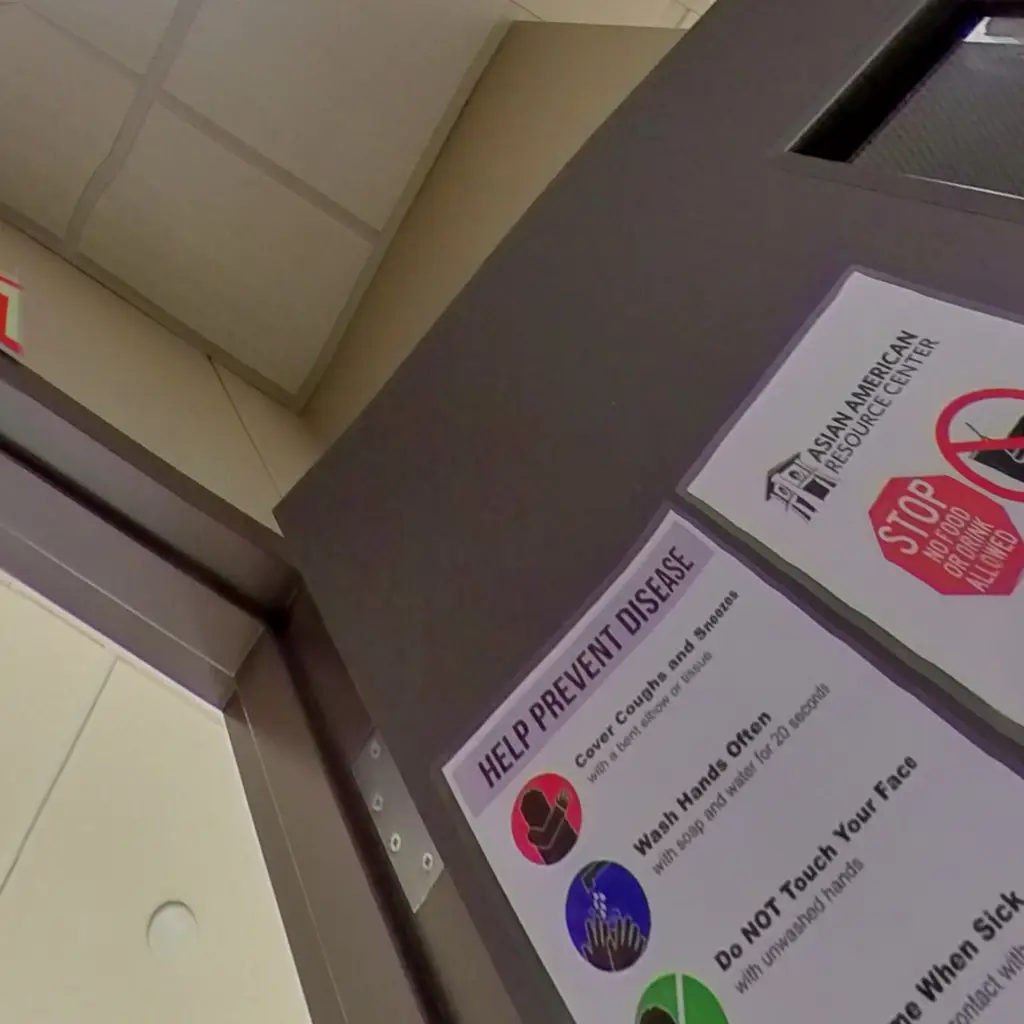 ASIAN AMERICAN
RESOURCE CENTER
STOP
NO FOOD
OR DRINK
ALLOWED
HELP PREVENT DISEASE
Cover Coughs and Sneezes
with a bent elbow or tissue
Wash Hands Often
with soap and water for 20 seconds
Do NOT Touch Your Face
with unwashed hands
When Sick
contact with